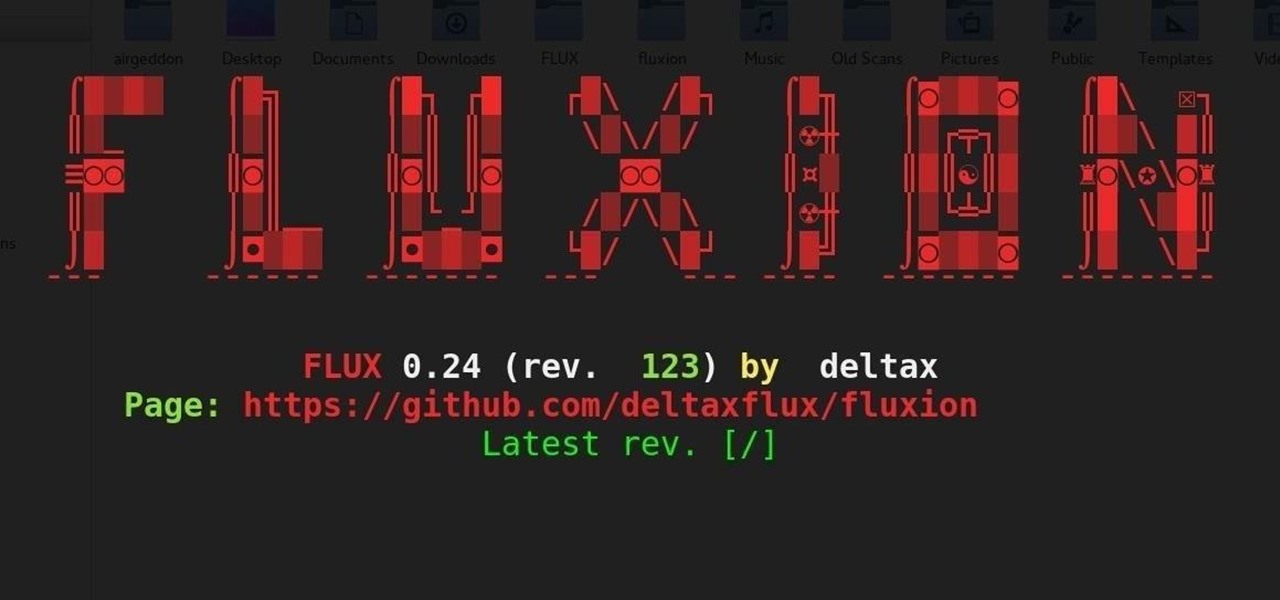 airgeddon Desktop Documents Downloads FLUX fluxion Music Old Scans Pictures Public Templates Vide
ns
FLUXION
FLUX 0.24 (rev. 123) by deltax
Page: https://github.com/deltaxflux/fluxion
Latest rev. [/]